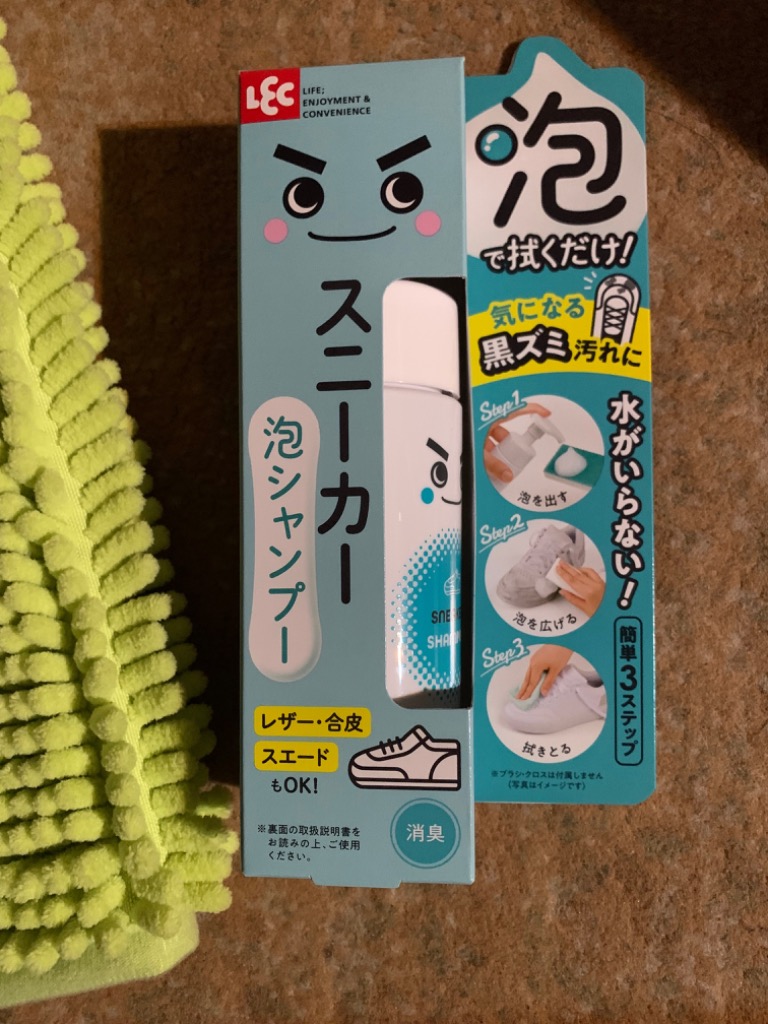 LEC
LIFE;
ENJOYMENT &
CONVENIENCE
スニーカー
泡シャンプー
レザー・合皮
スエード
もOK!
※裏面の取扱説明書を
お読みの上、ご使用
ください。
消臭
泡
で拭くだけ!
気になる
黒ズミ汚れに
水がいらない!
簡単3ステップ
Step1
泡を出す
Step2
泡を広げる
Step3
拭きとる
※ブラシ・クロスは付属しません
(写真はイメージです)